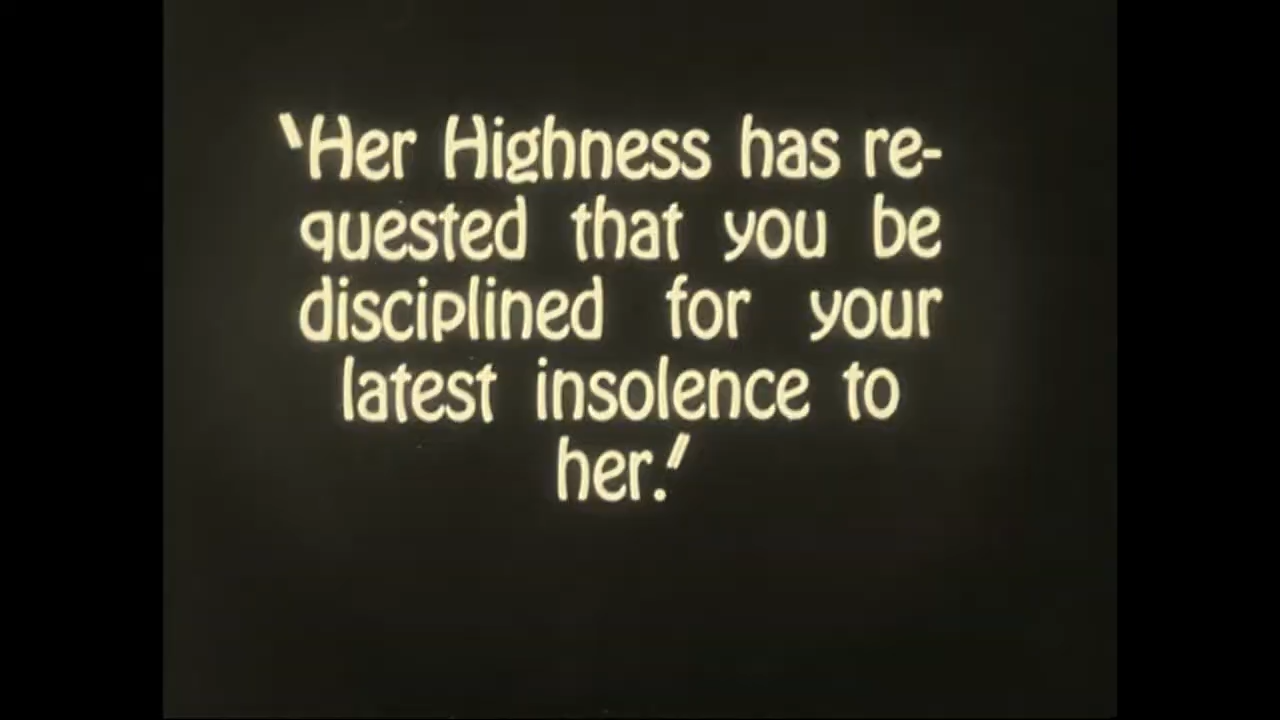 ‘Her Highness has re-
quested that you be
disciplined for your
latest insolence to
her.’